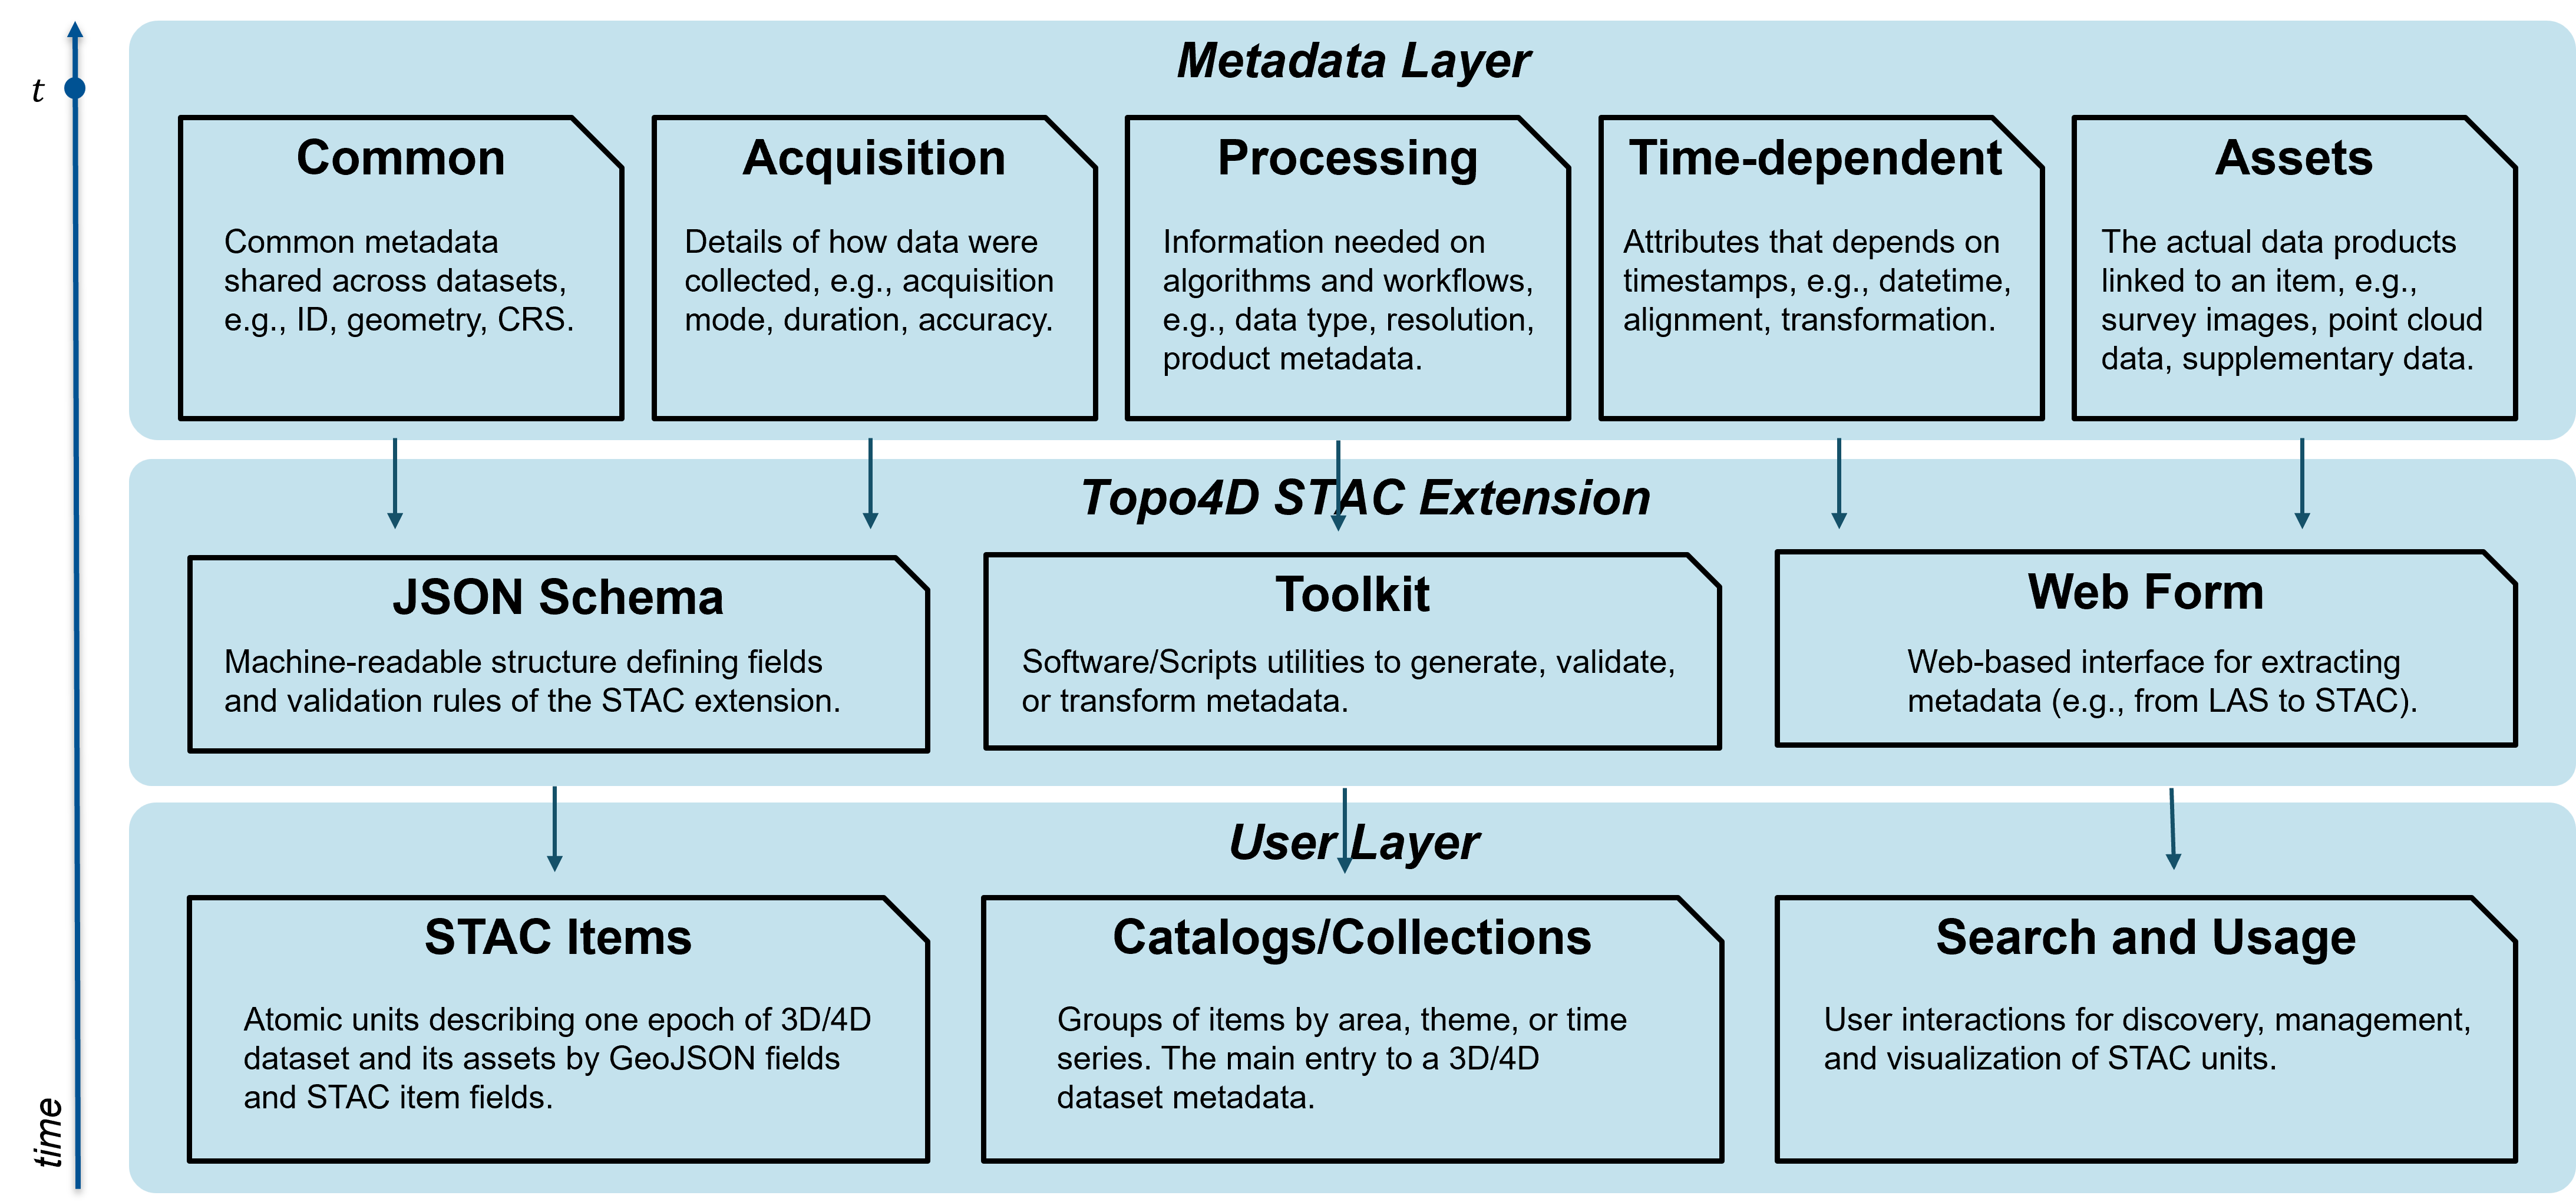 t
Metadata Layer
Common
Common metadata
shared across datasets,
e.g., ID, geometry, CRS.
Acquisition
Details of how data were
collected, e.g., acquisition
mode, duration, accuracy.
Processing
Information needed on
algorithms and workflows,
e.g., data type, resolution,
product metadata.
Time-dependent
Attributes that depends on
timestamps, e.g., datetime,
alignment, transformation.
Assets
The actual data products
linked to an item, e.g.,
survey images, point cloud
data, supplementary data.
Topo4D STAC Extension
JSON Schema
Machine-readable structure defining fields
and validation rules of the STAC extension.
Toolkit
Software/Scripts utilities to generate, validate,
or transform metadata.
Web Form
Web-based interface for extracting
metadata (e.g., from LAS to STAC).
User Layer
STAC Items
Atomic units describing one epoch of 3D/4D
dataset and its assets by GeoJSON fields
and STAC item fields.
Catalogs/Collections
Groups of items by area, theme, or time
series. The main entry to a 3D/4D
dataset metadata.
Search and Usage
User interactions for discovery, management,
and visualization of STAC units.
time